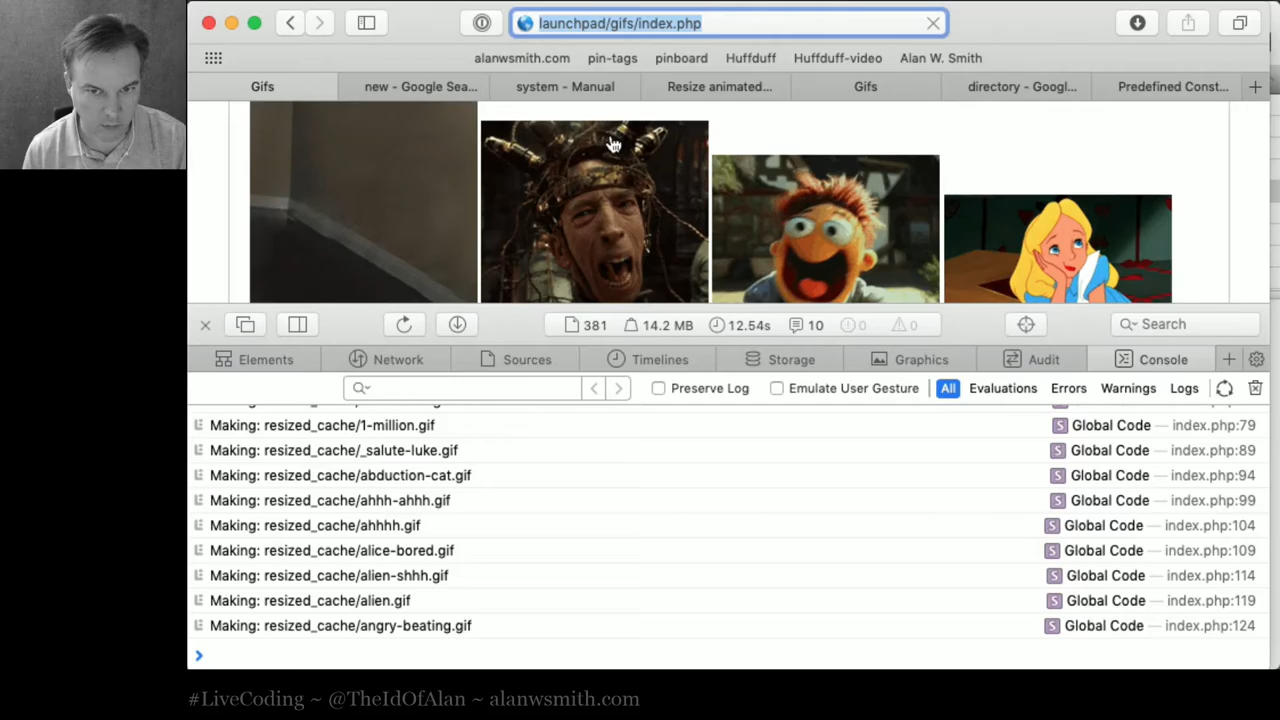 launchpad/gifs/index.php
alanwsmith.com pin-tags pinboard Huffduff Huffduff-video Alan W. Smith
Gifs new - Google Sea... system - Manual Resize animated... Gifs directory - Googl... Predefined Const...
381 14.2 MB 12.54s 10 0 0 Search
Elements Network Sources Timelines Storage Graphics Audit Console
Preserve Log Emulate User Gesture All Evaluations Errors Warnings Logs
Making: resized_cache/1-million.gif S Global Code — index.php:79
Making: resized_cache/_salute-luke.gif S Global Code — index.php:89
Making: resized_cache/abduction-cat.gif S Global Code — index.php:94
Making: resized_cache/ahhh-ahhh.gif S Global Code — index.php:99
Making: resized_cache/ahhhh.gif S Global Code — index.php:104
Making: resized_cache/alice-bored.gif S Global Code — index.php:109
Making: resized_cache/alien-shhh.gif S Global Code — index.php:114
Making: resized_cache/alien.gif S Global Code — index.php:119
Making: resized_cache/angry-beating.gif S Global Code — index.php:124
#LiveCoding ~ @TheIdOfAlan ~ alanwsmith.com